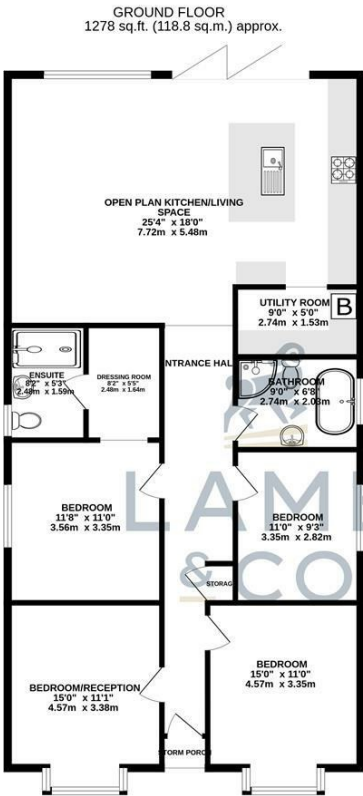 GROUND FLOOR
1278 sq.ft. (118.8 sq.m.) approx.
OPEN PLAN KITCHEN/LIVING
SPACE
25'4" x 18'0"
7.72m x 5.48m
UTILITY ROOM
9'0" x 5'0"
2.74m x 1.53m
B
ENTRANCE HALL
ENSUITE
8'2" x 5'3"
2.48m x 1.59m
DRESSING ROOM
8'2" x 5'5"
2.48m x 1.64m
BATHROOM
9'0" x 6'8"
2.74m x 2.03m
BEDROOM
11'8" x 11'0"
3.56m x 3.35m
BEDROOM
11'0" x 9'3"
3.35m x 2.82m
LAM
& CO
STORAG
BEDROOM/RECEPTION
15'0" x 11'1"
4.57m x 3.38m
BEDROOM
15'0" x 11'0"
4.57m x 3.35m
STORM PORCH